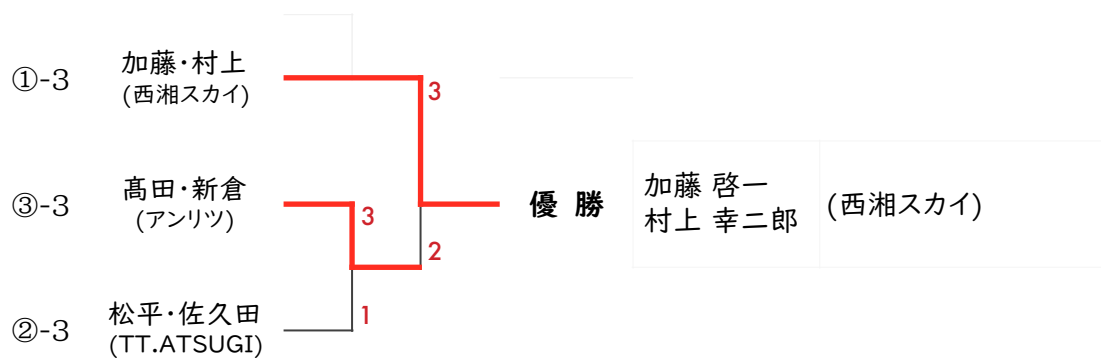 ①-3
加藤・村上
(西湘スカイ)
3
③-3
髙田・新倉
(アンリツ)
3
優 勝
加藤 啓一
村上 幸二郎
(西湘スカイ)
2
②-3
松平・佐久田
(TT.ATSUGI)
1